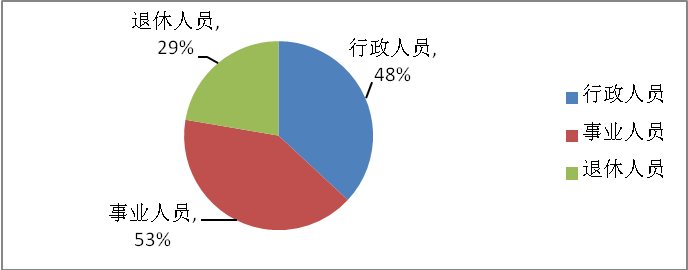 退休人员,
29%
行政人员,
48%
事业人员,
53%
行政人员
事业人员
退休人员